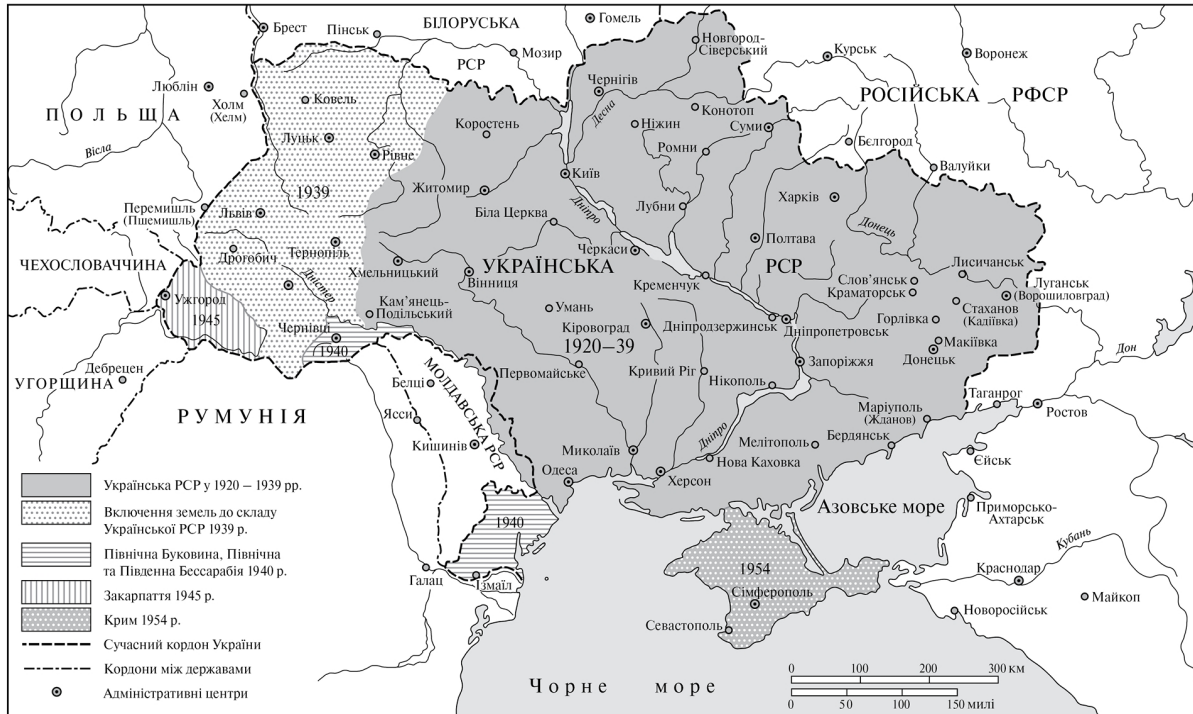 Гомель
Брест
Пінськ
БІЛОРУСЬКА
РСР
Мозир
Новгород-
Сіверський
Курськ
Воронеж
Люблін
Холм
(Хелм)
Ковель
Чернігів
Десна
Конотоп
РОСІЙСЬКА РФСР
ПОЛЬЩА
Вісла
Луцьк
Рівне
Коростень
Ніжин
Суми
Ромни
Бєлгород
Валуйки
1939
Житомир
Київ
Дніпро
Харків
Перемишль
(Пшемишль)
Львів
Біла Церква
Лубни
Донець
Дрогобич
Тернопіль
Черкаси
Полтава
ЧЕХОСЛОВАЧЧИНА
Дністер
Хмельницький
УКРАЇНСЬКА
РСР
Лисичанськ
Вінниця
Кременчук
Слов’янськ
Краматорськ
Луганськ
(Ворошиловград)
Ужгород
1945
Кам’янець-
Подільський
Умань
Стаханов
(Каділвка)
Чернівці
1940
Кіровоград
1920–39
Дніпродзержинськ
Дніпропетровськ
Горлівка
Макіївка
Донецьк
Дон
Дебрецен
УГОРЩИНА
Первомайське
Кривий Ріг
Запоріжжя
Нікополь
Белці
МОЛДАВСЬКА РСР
РУМУНІЯ
Ясси
Таганрог
Ростов
Маріуполь
(Жданов)
Кишинів
Миколаїв
Дніпро
Мелітополь
Бердянськ
Одеса
Херсон
Нова Каховка
Єйськ
Азовське море
Приморсько-
Ахтарськ
1940
Кубань
Галац
Ізмаїл
1954
Сімферополь
Севастополь
Краснодар
Майкоп
Новоросійськ
Чорне море
Українська РСР у 1920 – 1939 рр.
Включення земель до складу
Української РСР 1939 р.
Північна Буковина, Північна
та Південна Бессарабія 1940 р.
Закарпаття 1945 р.
Крим 1954 р.
Сучасний кордон України
Кордони між державами
Адміністративні центри
0 100 200 300 км
0 50 100 150 милі